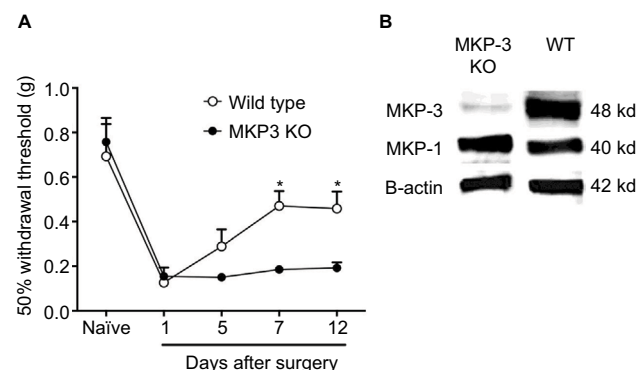 A
50% withdrawal threshold (g)
1.0
0.8
0.6
0.4
0.2
0.0
Wild type
MKP3 KO
*
*
Naïve
1
5
7
12
Days after surgery
B
MKP-3
KO
WT
MKP-3
48 kd
MKP-1
40 kd
B-actin
42 kd